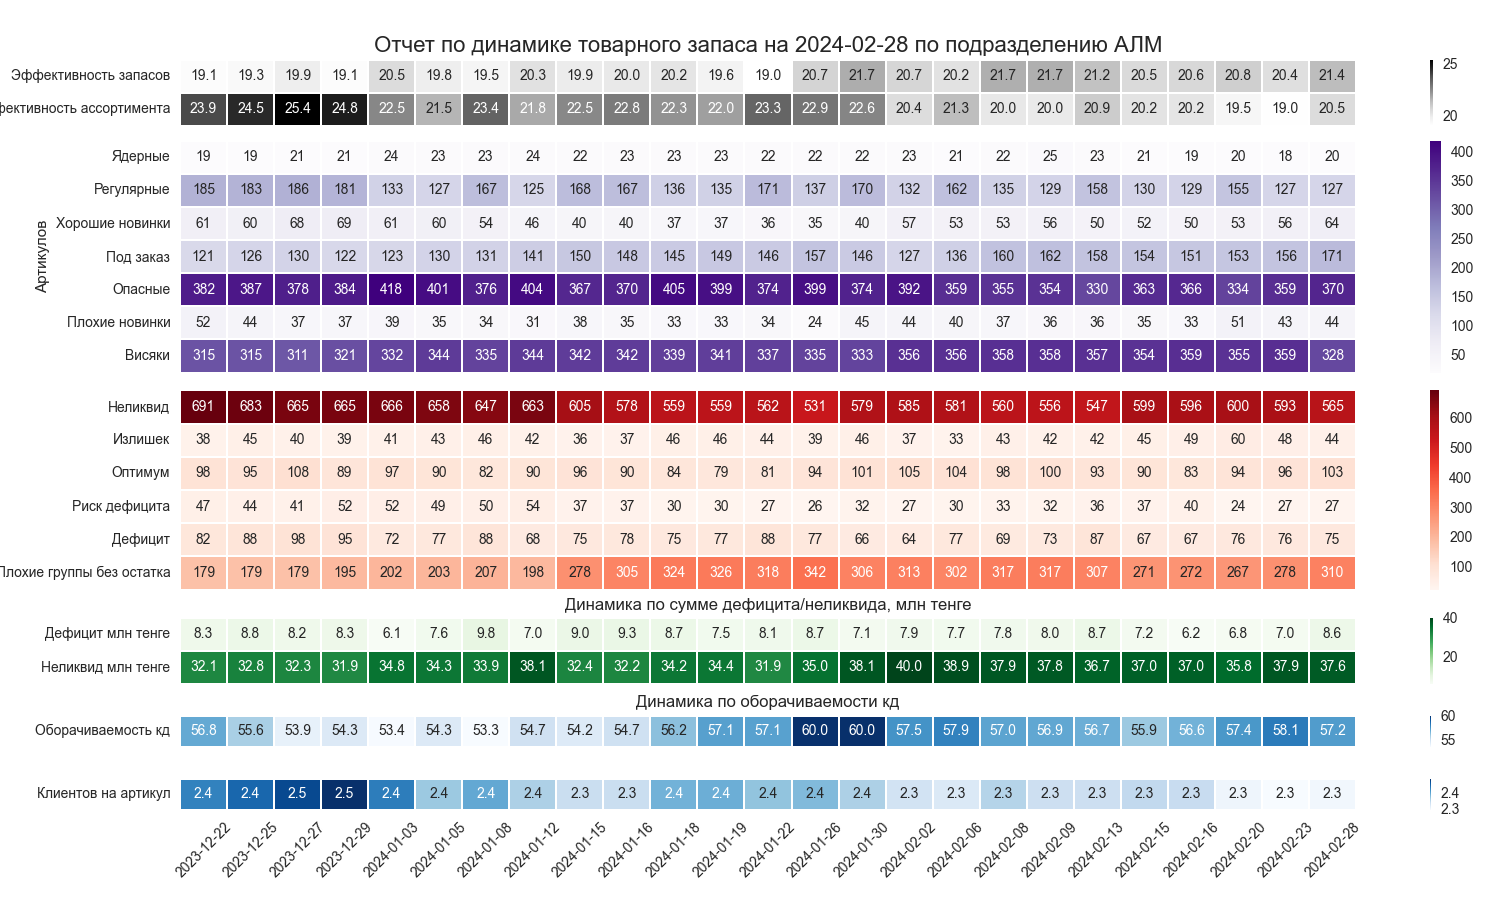 Отчет по динамике товарного запаса на 2024-02-28 по подразделению АЛМ
Эффективность запасов 19.1 19.3 19.9 19.1 20.5 19.8 19.5 20.3 19.9 20.0 20.2 19.6 19.0 20.7 21.7 20.7 20.2 21.7 21.7 21.2 20.5 20.6 20.8 20.4 21.4
фективность ассортимента 23.9 24.5 25.4 24.8 22.5 21.5 23.4 21.8 22.5 22.8 22.3 22.0 23.3 22.9 22.6 20.4 21.3 20.0 20.0 20.9 20.2 20.2 19.5 19.0 20.5
25
20
Артикулов
Ядерные 19 19 21 21 24 23 23 24 22 23 23 23 22 22 22 23 21 22 25 23 21 19 20 18 20
Регулярные 185 183 186 181 133 127 167 125 168 167 136 135 171 137 170 132 162 135 129 158 130 129 155 127 127
Хорошие новинки 61 60 68 69 61 60 54 46 40 40 37 37 36 35 40 57 53 53 56 50 52 50 53 56 64
Под заказ 121 126 130 122 123 130 131 141 150 148 145 149 146 157 146 127 136 160 162 158 154 151 153 156 171
Опасные 382 387 378 384 418 401 376 404 367 370 405 399 374 399 374 392 359 355 354 330 363 366 334 359 370
Плохие новинки 52 44 37 37 39 35 34 31 38 35 33 33 34 24 45 44 40 37 36 36 35 33 51 43 44
Висяки 315 315 311 321 332 344 335 344 342 342 339 341 337 335 333 356 356 358 358 357 354 359 355 359 328
400
350
300
250
200
150
100
50
Неликвид 691 683 665 665 666 658 647 663 605 578 559 559 562 531 579 585 581 560 556 547 599 596 600 593 565
Излишек 38 45 40 39 41 43 46 42 36 37 46 46 44 39 46 37 33 43 42 42 45 49 60 48 44
Оптимум 98 95 108 89 97 90 82 90 96 90 84 79 81 94 101 105 104 98 100 93 90 83 94 96 103
Риск дефицита 47 44 41 52 52 49 50 54 37 37 30 30 27 26 32 27 30 33 32 36 37 40 24 27 27
Дефицит 82 88 98 95 72 77 88 68 75 78 75 77 88 77 66 64 77 69 73 87 67 67 76 76 75
Плохие группы без остатка 179 179 179 195 202 203 207 198 278 305 324 326 318 342 306 313 302 317 317 307 271 272 267 278 310
600
500
400
300
200
100
Динамика по сумме дефицита/неликвида, млн тенге
Дефицит млн тенге 8.3 8.8 8.2 8.3 6.1 7.6 9.8 7.0 9.0 9.3 8.7 7.5 8.1 8.7 7.1 7.9 7.7 7.8 8.0 8.7 7.2 6.2 6.8 7.0 8.6
Неликвид млн тенге 32.1 32.8 32.3 31.9 34.8 34.3 33.9 38.1 32.4 32.2 34.2 34.4 31.9 35.0 38.1 40.0 38.9 37.9 37.8 36.7 37.0 37.0 35.8 37.9 37.6
40
20
Динамика по оборачиваемости кд
Оборачиваемость кд 56.8 55.6 53.9 54.3 53.4 54.3 53.3 54.7 54.2 54.7 56.2 57.1 57.1 60.0 60.0 57.5 57.9 57.0 56.9 56.7 55.9 56.6 57.4 58.1 57.2
60
55
Клиентов на артикул 2.4 2.4 2.5 2.5 2.4 2.4 2.4 2.4 2.3 2.3 2.4 2.4 2.4 2.4 2.4 2.3 2.3 2.3 2.3 2.3 2.3 2.3 2.3 2.3 2.3
2.4
2.3
2023-12-22 2023-12-25 2023-12-27 2023-12-29 2024-01-03 2024-01-05 2024-01-08 2024-01-12 2024-01-15 2024-01-16 2024-01-18 2024-01-19 2024-01-22 2024-01-26 2024-01-30 2024-02-02 2024-02-06 2024-02-08 2024-02-09 2024-02-13 2024-02-15 2024-02-16 2024-02-20 2024-02-23 2024-02-28